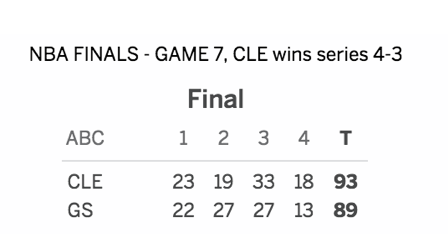 NBA FINALS - GAME 7, CLE wins series 4-3
Final
ABC 1 2 3 4 T
CLE 23 19 33 18 93
GS 22 27 27 13 89